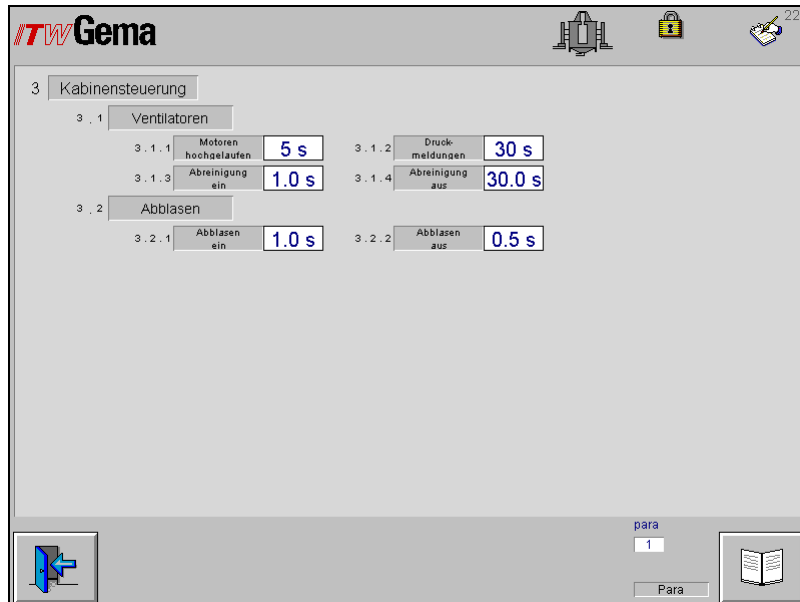 ITWGema
22
3 Kabinensteuerung
3 . 1 Ventilatoren
3 . 1 . 1 Motoren hochgelaufen 5 s 3 . 1 . 2 Druck- meldungen 30 s
3 . 1 . 3 Abreinigung ein 1.0 s 3 . 1 . 4 Abreinigung aus 30.0 s
3 . 2 Abblasen
3 . 2 . 1 Abblasen ein 1.0 s 3 . 2 . 2 Abblasen aus 0.5 s
para
1
Para